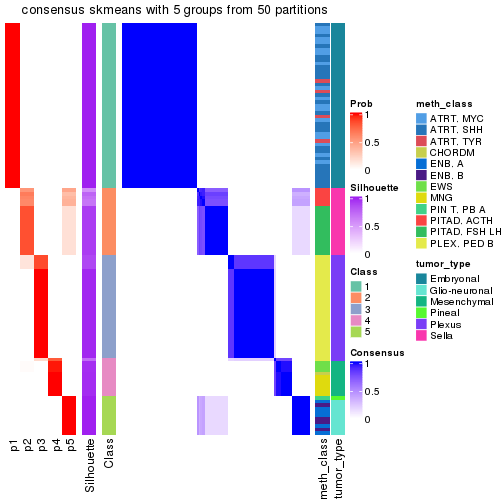 consensus skmeans with 5 groups from 50 partitions
p1
p2
p3
p4
p5
Silhouette
Class
meth_class
tumor_type
Prob
1
0.5
0
Silhouette
1
0.5
0
Class
1
2
3
4
5
Consensus
1
0.5
0
meth_class
ATRT. MYC
ATRT. SHH
ATRT. TYR
CHORDM
ENB. A
ENB. B
EWS
MNG
PIN T. PB A
PITAD. ACTH
PITAD. FSH LH
PLEX. PED B
tumor_type
Embryonal
Glio-neuronal
Mesenchymal
Pineal
Plexus
Sella